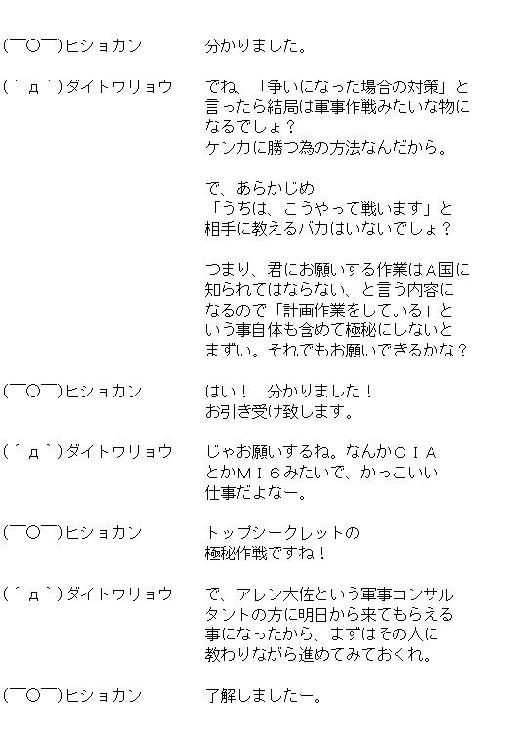 (￣○￣)ヒショカン 分かりました。
(´д｀)ダイトワリョウ でね、「争いになった場合の対策」と
言ったら結局は軍事作戦みたいな物に
なるでしょ？
ケンカに勝つ為の方法なんだから。
で、あらかじめ
「うちは、こうやって戦います」と
相手に教えるバカはいないでしょ？
つまり、君にお願いする作業はＡ国に
知られてはならない、と言う内容に
なるので「計画作業をしている」と
いう事自体も含めて極秘にしないと
まずい。それでもお願いできるかな？
(￣○￣)ヒショカン はい！　分かりました！
お引き受け致します。
(´д｀)ダイトワリョウ じゃお願いするね。なんかＣＩＡ
とかＭＩ６みたいで、かっこいい
仕事だよなー。
(￣○￣)ヒショカン トップシークレットの
極秘作戦ですね！
(´д｀)ダイトワリョウ で、アレン大佐という軍事コンサル
タントの方に明日から来てもらえる
事になったから、まずはその人に
教わりながら進めてみておくれ。
(￣○￣)ヒショカン 了解しましたー。